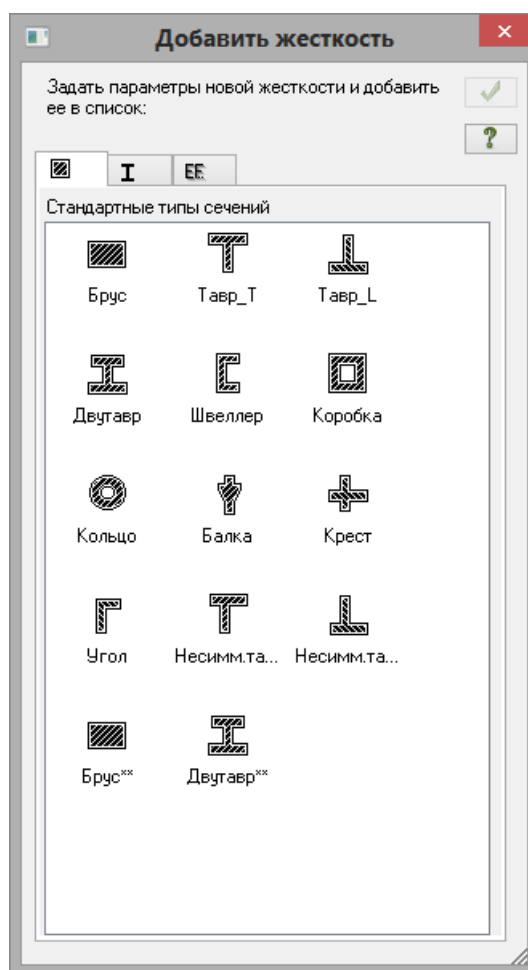 Добавить жесткость
Задать параметры новой жесткости и добавить
ее в список:
I EF
Стандартные типы сечений
Брус Тавр_T Тавр_L
Двутавр Швеллер Коробка
Кольцо Балка Крест
Угол Несимм.та... Несимм.та...
Брус** Двутавр**